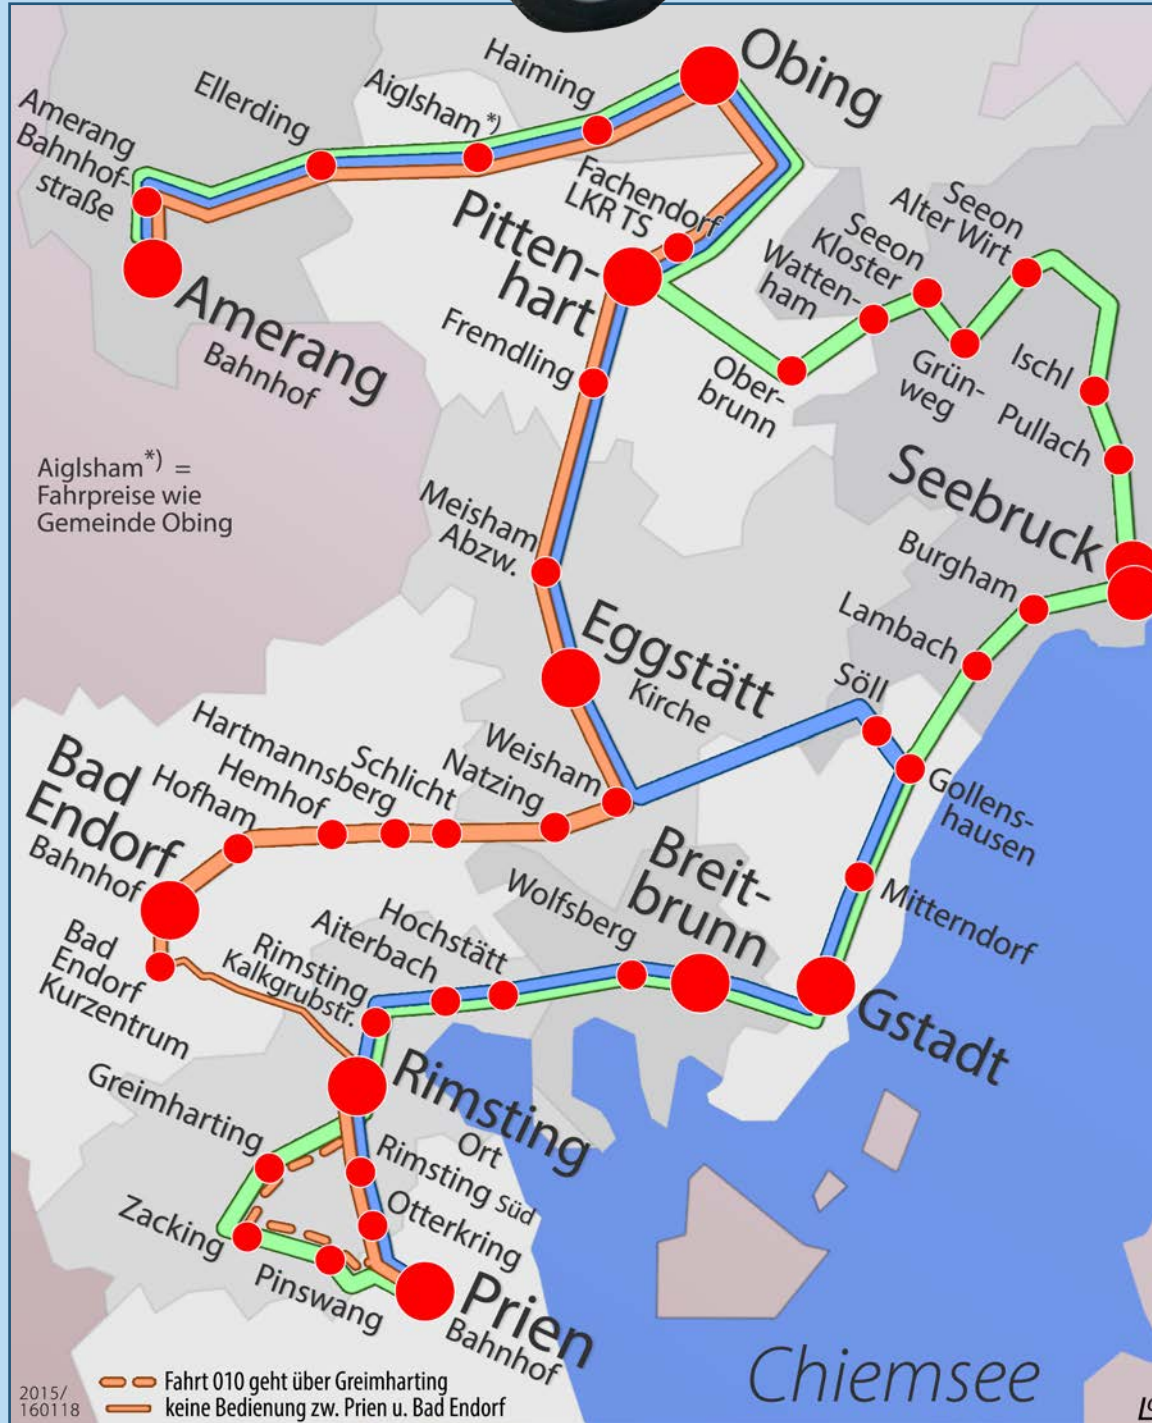 Obing
Haiming
Aiglsham *)
Ellerding
Amerang
Bahnhof-
straße
Fachendorf
LKR TS
Pitten-
hart
Seeon
Alter Wirt
Seeon
Kloster
Watten-
ham
Amerang
Bahnhof
Fremdling
Ober-
brunn
Grün-
weg
Ischl
Pullach
Aiglsham*) =
Fahrpreise wie
Gemeinde Obing
Seebruck
Meisham
Abzw.
Burgham
Lambach
Eggstätt
Kirche
Söll
Weisham
Natzing
Schlicht
Hartmannsberg
Hemhof
Hofham
Bad
Endorf
Bahnhof
Gollens-
hausen
Breit-
brunn
Wolfsberg
Mitterndorf
Hochstätt
Aiterbach
Rimsting
Kalkgrubstr.
Bad
Endorf
Kurzentrum
Gstadt
Rimsting
Ort
Greimharting
Rimsting Süd
Otterkring
Zacking
Pinswang
Prien
Bahnhof
Chiemsee
Fahrt 010 geht über Greimharting
keine Bedienung zw. Prien u. Bad Endorf
2015/
160118